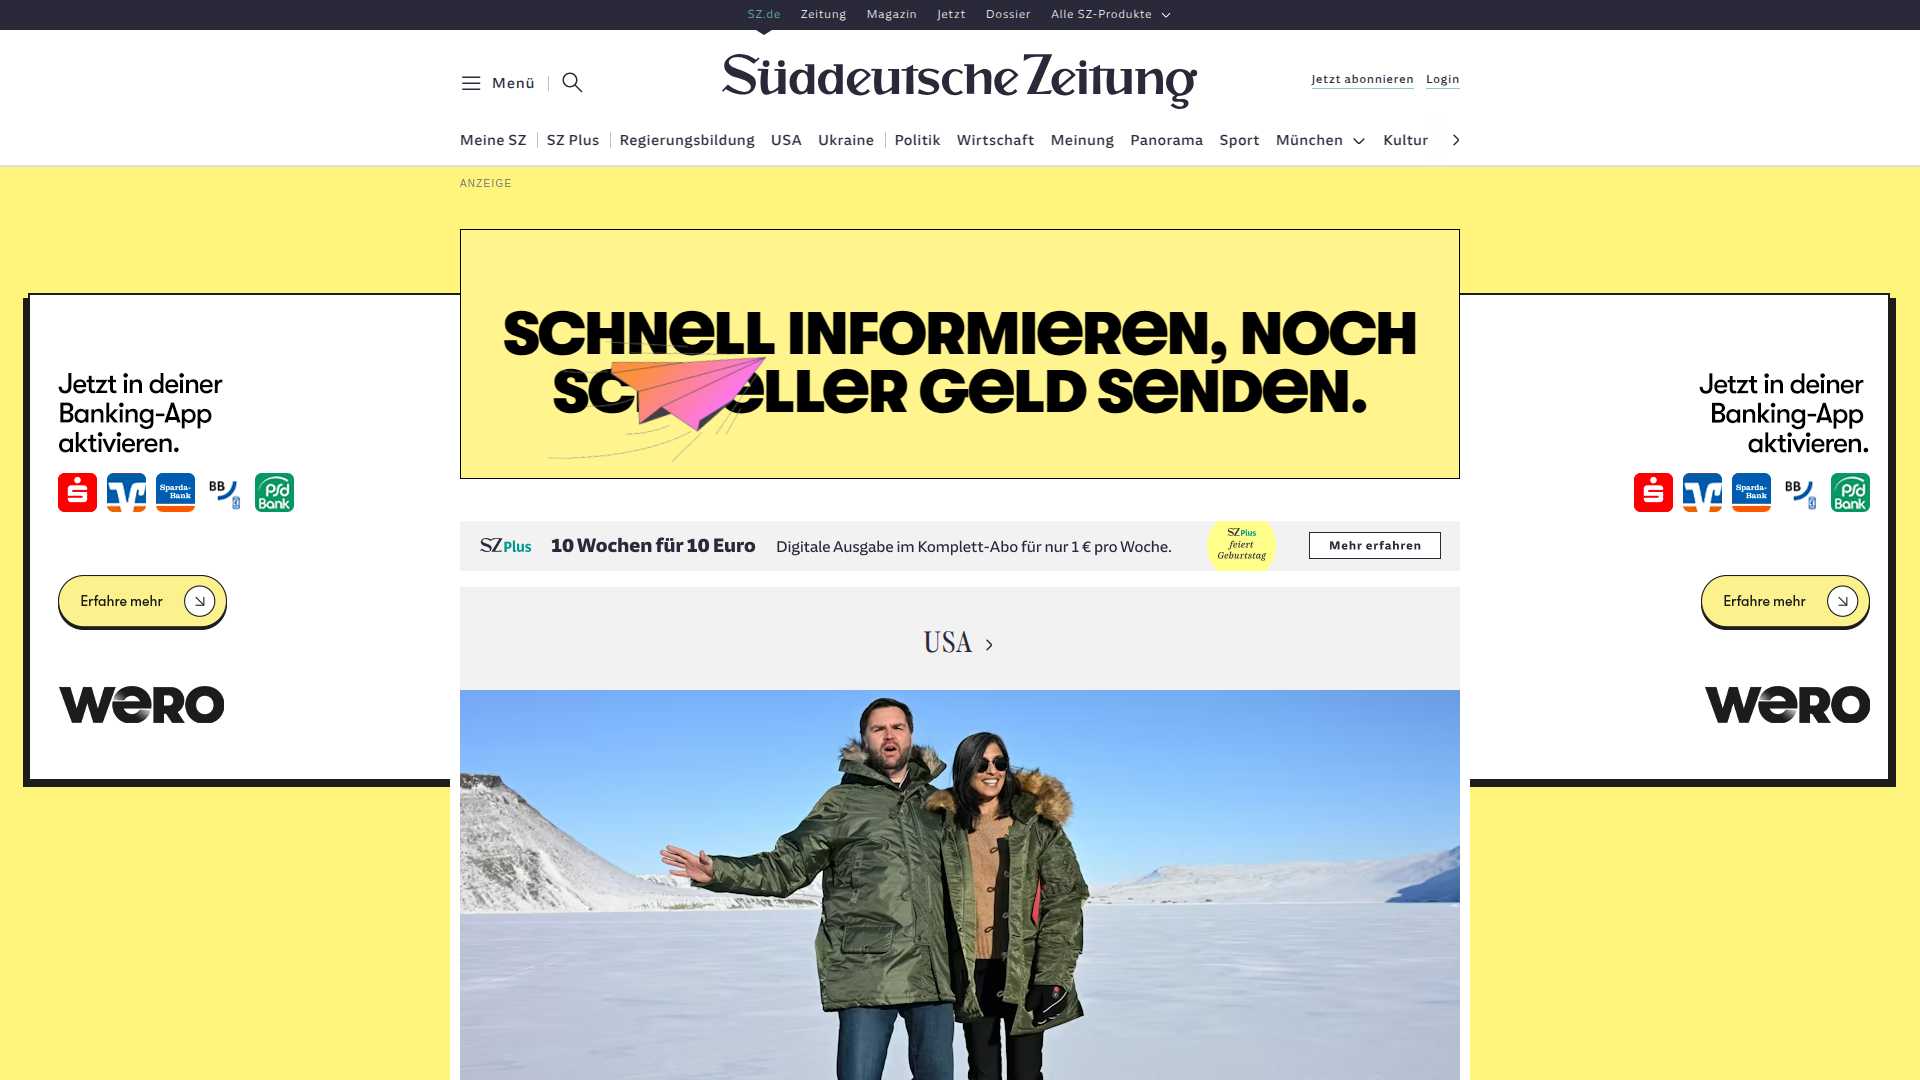 SZ.de Zeitung Magazin Jetzt Dossier Alle SZ-Produkte
Menü
Süddeutsche Zeitung
Jetzt abonnieren Login
Meine SZ SZ Plus Regierungsbildung USA Ukraine Politik Wirtschaft Meinung Panorama Sport München Kultur
ANZEIGE
SCHNeLL INFORMIeReN, NOCH
SC eLLeR GeLD SeNDeN.
Jetzt in deiner
Banking-App
aktivieren.
Sparda-
Bank
BB
psd
Bank
Erfahre mehr
weRO
Jetzt in deiner
Banking-App
aktivieren.
Sparda-
Bank
BB
psd
Bank
Erfahre mehr
weRO
SZ Plus 10 Wochen für 10 Euro Digitale Ausgabe im Komplett-Abo für nur 1 € pro Woche.
SZ Plus
feiert
Geburtstag
Mehr erfahren
USA